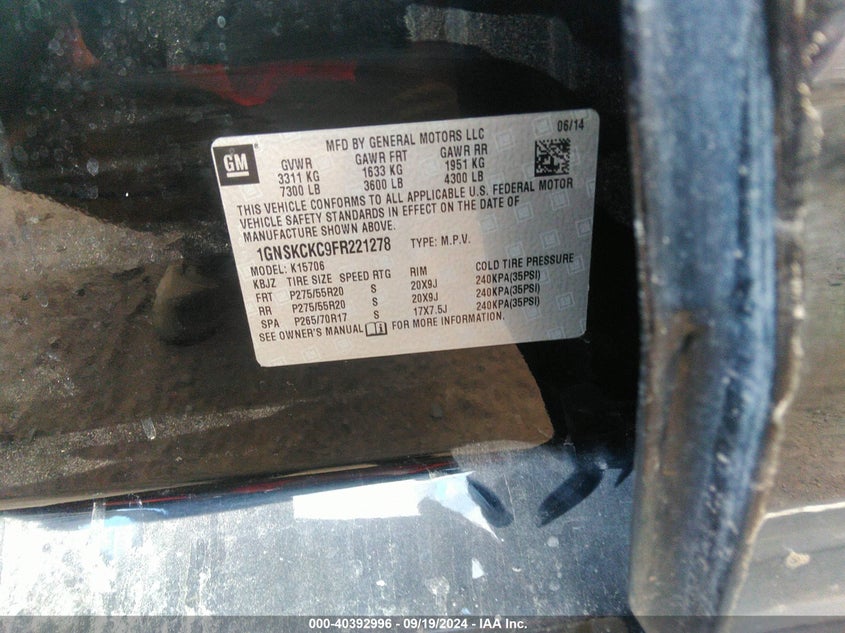 GM
MFD BY GENERAL MOTORS LLC 06/14
GVWR GAWR FRT GAWR RR
3311 KG 1633 KG 1951 KG
7300 LB 3600 LB 4300 LB
THIS VEHICLE CONFORMS TO ALL APPLICABLE U.S. FEDERAL MOTOR
VEHICLE SAFETY STANDARDS IN EFFECT ON THE DATE OF
MANUFACTURE SHOWN ABOVE.
1GNSKCKC9FR221278 TYPE: M.P.V.
MODEL: K15706
KBJZ TIRE SIZE SPEED RTG RIM COLD TIRE PRESSURE
FRT P275/55R20 S 20X9J 240KPA(35PSI)
RR P275/55R20 S 20X9J 240KPA(35PSI)
SPA P265/70R17 S 17X7.5J 240KPA(35PSI)
SEE OWNER'S MANUAL FOR MORE INFORMATION.
000-40392996 - 09/19/2024 - IAA Inc.